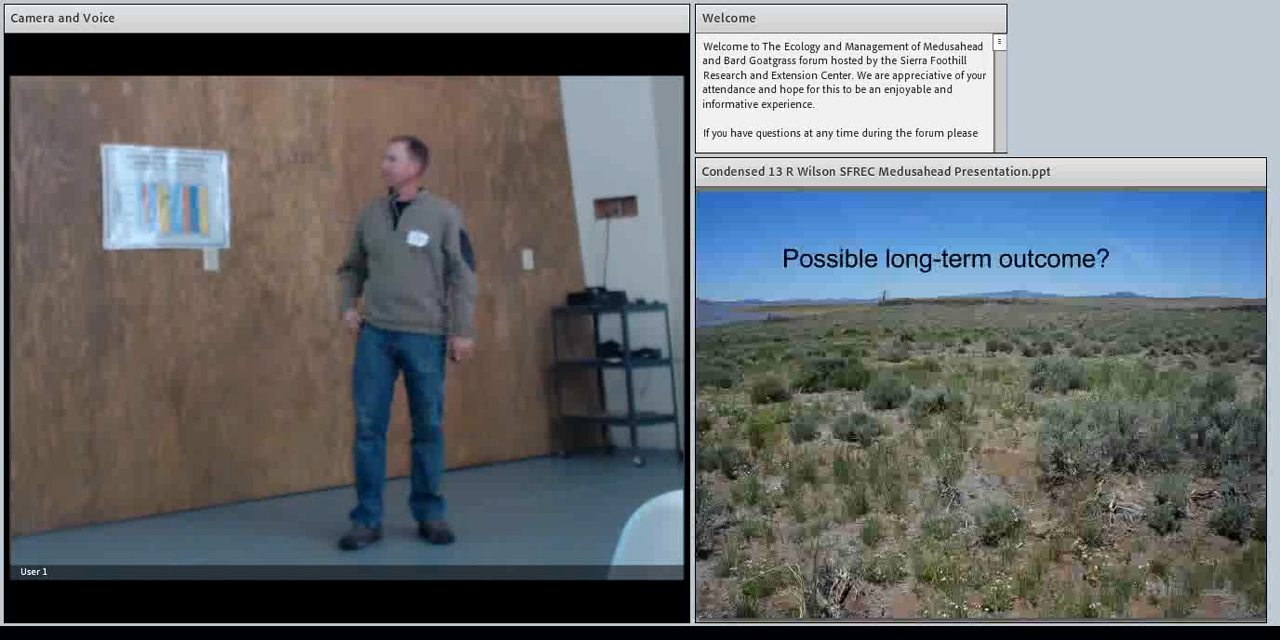 Camera and Voice
User 1
Welcome
Welcome to The Ecology and Management of Medusahead
and Bard Goatgrass forum hosted by the Sierra Foothill
Research and Extension Center. We are appreciative of your
attendance and hope for this to be an enjoyable and
informative experience.
If you have questions at any time during the forum please
Condensed 13 R Wilson SFREC Medusahead Presentation.ppt
Possible long-term outcome?